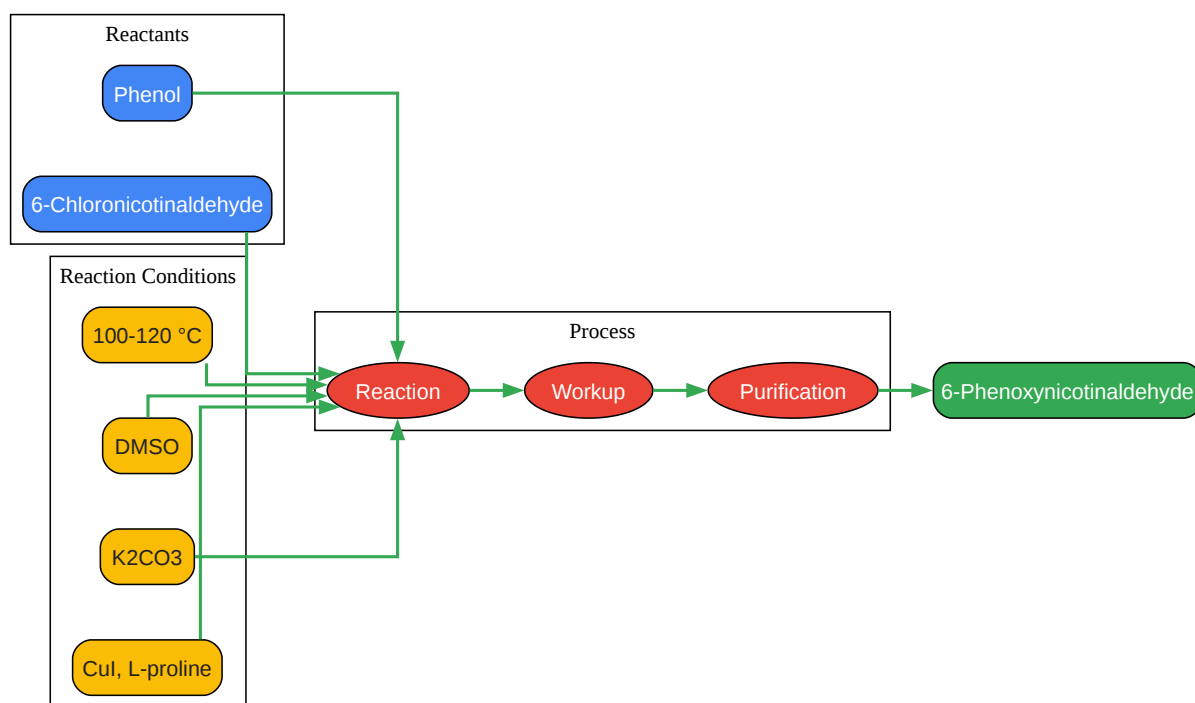 Reactants
Phenol
6-Chloronicotinaldehyde
Reaction Conditions
100-120 °C
DMSO
K2CO3
CuI, L-proline
Process
Reaction
Workup
Purification
6-Phenoxynicotinaldehyde